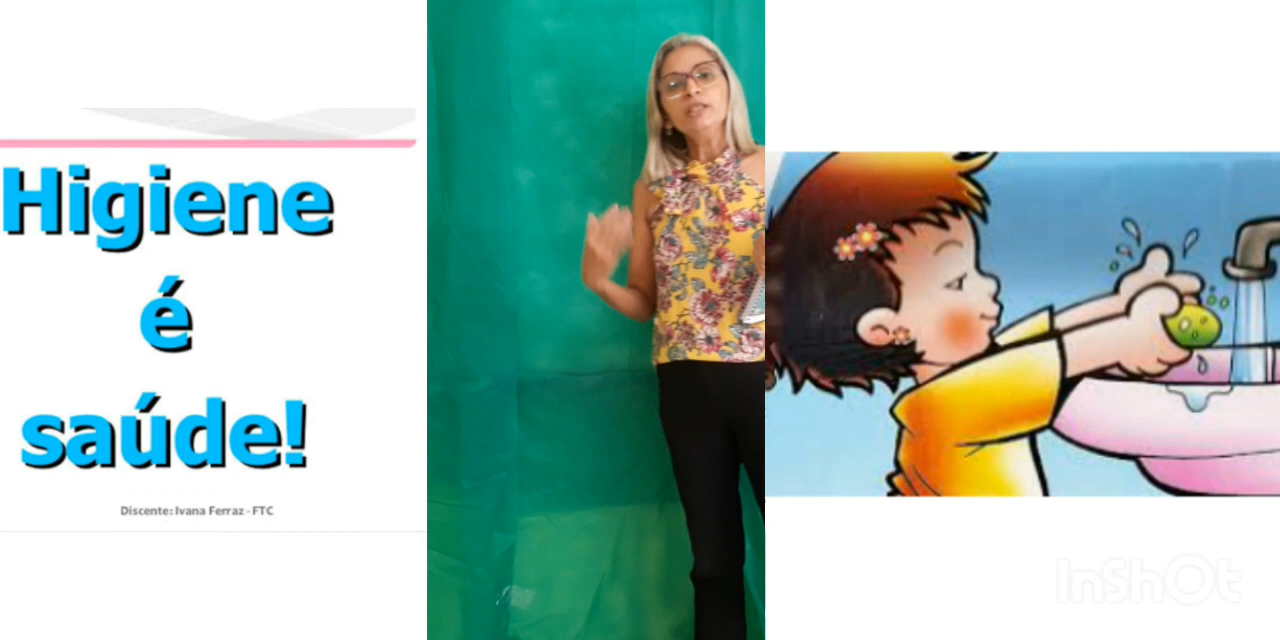 Higiene
é
saúde!
Discente: Ivana Ferraz - FTC
InShOt